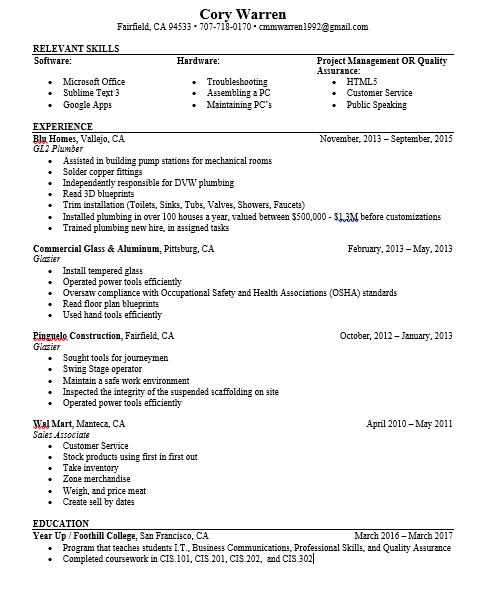 Cory Warren
Fairfield, CA 94533 • 707-718-0170 • cmmwarren1992@gmail.com
RELEVANT SKILLS
Software: Hardware: Project Management OR Quality
Assurance:
• Microsoft Office • Troubleshooting • HTML5
• Sublime Text 3 • Assembling a PC • Customer Service
• Google Apps • Maintaining PC's • Public Speaking
EXPERIENCE
Blu Homes, Vallejo, CA November, 2013 – September, 2015
GL2 Plumber
• Assisted in building pump stations for mechanical rooms
• Solder copper fittings
• Independently responsible for DVW plumbing
• Read 3D blueprints
• Trim installation (Toilets, Sinks, Tubs, Valves, Showers, Faucets)
• Installed plumbing in over 100 houses a year, valued between $500,000 - $1.3M before customizations
• Trained plumbing new hire, in assigned tasks
Commercial Glass & Aluminum, Pittsburg, CA February, 2013 – May, 2013
Glazier
• Install tempered glass
• Operated power tools efficiently
• Oversaw compliance with Occupational Safety and Health Associations (OSHA) standards
• Read floor plan blueprints
• Used hand tools efficiently
Pinguelo Construction, Fairfield, CA October, 2012 – January, 2013
Glazier
• Sought tools for journeymen
• Swing Stage operator
• Maintain a safe work environment
• Inspected the integrity of the suspended scaffolding on site
• Operated power tools efficiently
Wal Mart, Manteca, CA April 2010 – May 2011
Sales Associate
• Customer Service
• Stock products using first in first out
• Take inventory
• Zone merchandise
• Weigh, and price meat
• Create sell by dates
EDUCATION
Year Up / Foothill College, San Francisco, CA March 2016 – March 2017
• Program that teaches students I.T., Business Communications, Professional Skills, and Quality Assurance
• Completed coursework in CIS.101, CIS.201, CIS.202, and CIS.302